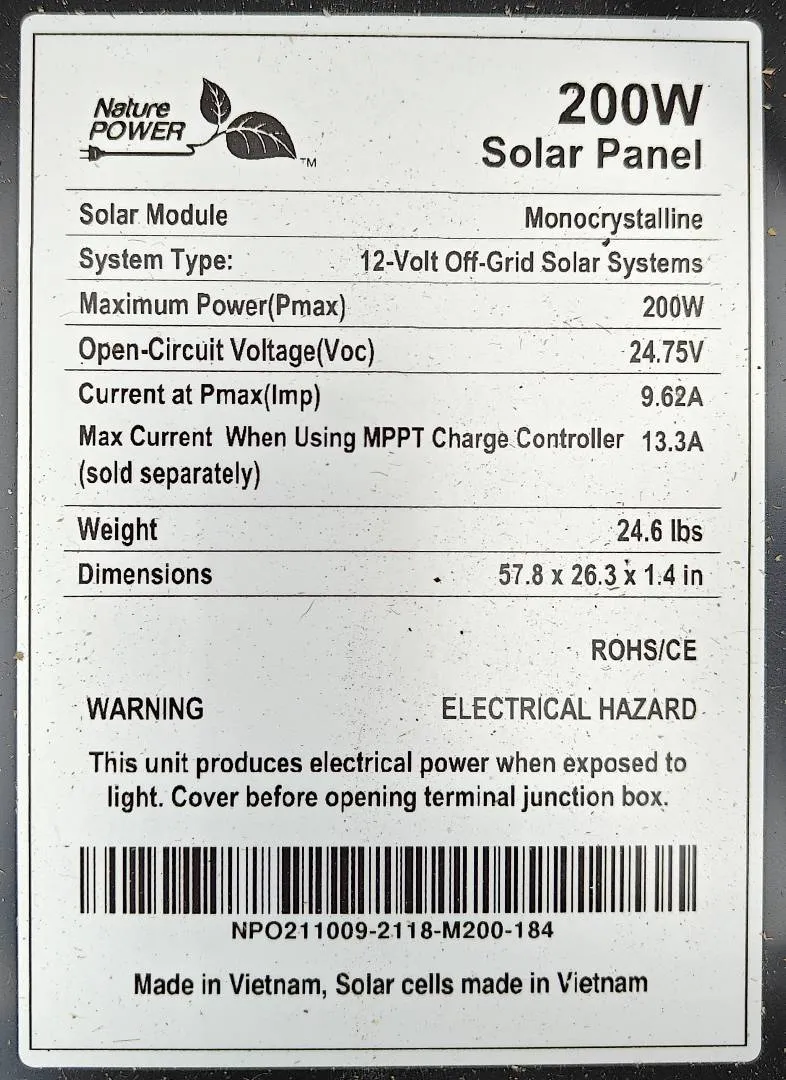 Nature
POWER
TM
200W
Solar Panel
Solar Module Monocrystalline
System Type: 12-Volt Off-Grid Solar Systems
Maximum Power(Pmax) 200W
Open-Circuit Voltage(Voc) 24.75V
Current at Pmax(Imp) 9.62A
Max Current When Using MPPT Charge Controller 13.3A
(sold separately)
Weight 24.6 lbs
Dimensions 57.8 x 26.3 x 1.4 in
ROHS/CE
WARNING ELECTRICAL HAZARD
This unit produces electrical power when exposed to
light. Cover before opening terminal junction box.
NPO211009-2118-M200-184
Made in Vietnam, Solar cells made in Vietnam